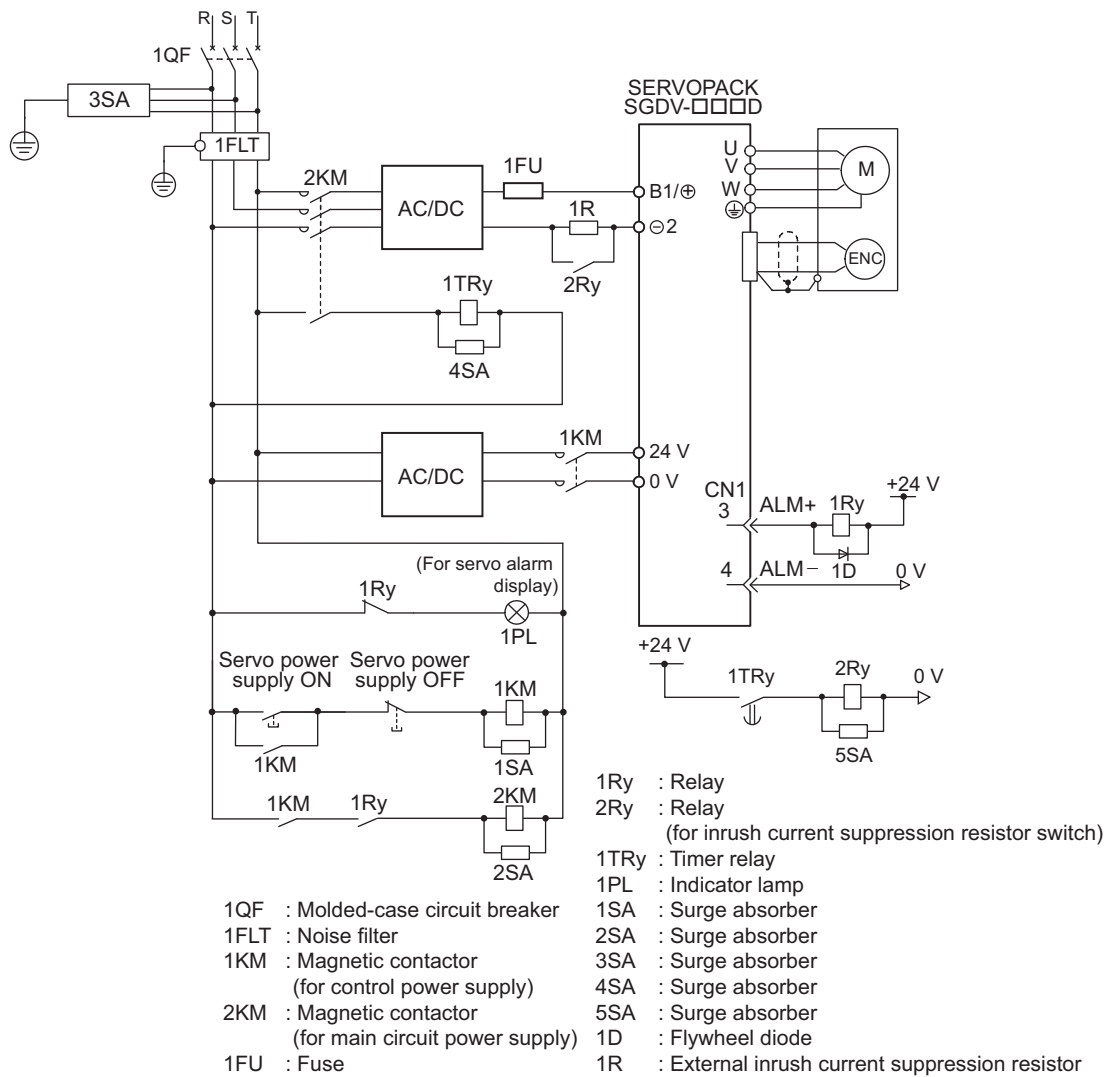 R S T
1QF
3SA
1FLT
SERVOPACK
SGDV-□□□D
2KM
AC/DC
1FU
B1/⊕
1R
⊖2
2Ry
U
V
W
M
ENC
1TRy
4SA
AC/DC
1KM
24 V
0 V
CN1
3
ALM+
1Ry
+24 V
1D
4
ALM−
0 V
(For servo alarm
display)
1Ry
1PL
Servo power
supply ON
Servo power
supply OFF
1KM
1KM
1SA
1KM
1Ry
2KM
2SA
+24 V
1TRy
2Ry
0 V
5SA
1QF : Molded-case circuit breaker
1FLT : Noise filter
1KM : Magnetic contactor
(for control power supply)
2KM : Magnetic contactor
(for main circuit power supply)
1FU : Fuse
1Ry : Relay
2Ry : Relay
(for inrush current suppression resistor switch)
1TRy : Timer relay
1PL : Indicator lamp
1SA : Surge absorber
2SA : Surge absorber
3SA : Surge absorber
4SA : Surge absorber
5SA : Surge absorber
1D : Flywheel diode
1R : External inrush current suppression resistor